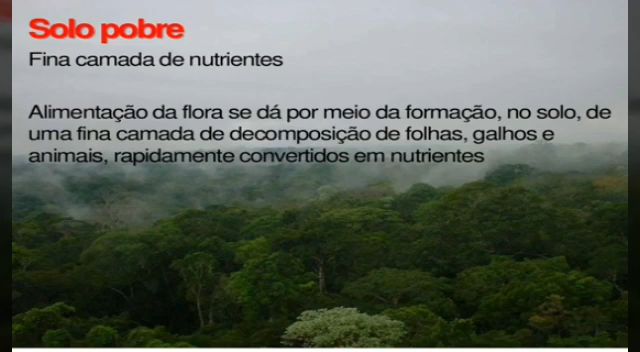 Solo pobre
Fina camada de nutrientes
Alimentação da flora se dá por meio da formação, no solo, de
uma fina camada de decomposição de folhas, galhos e
animais, rapidamente convertidos em nutrientes